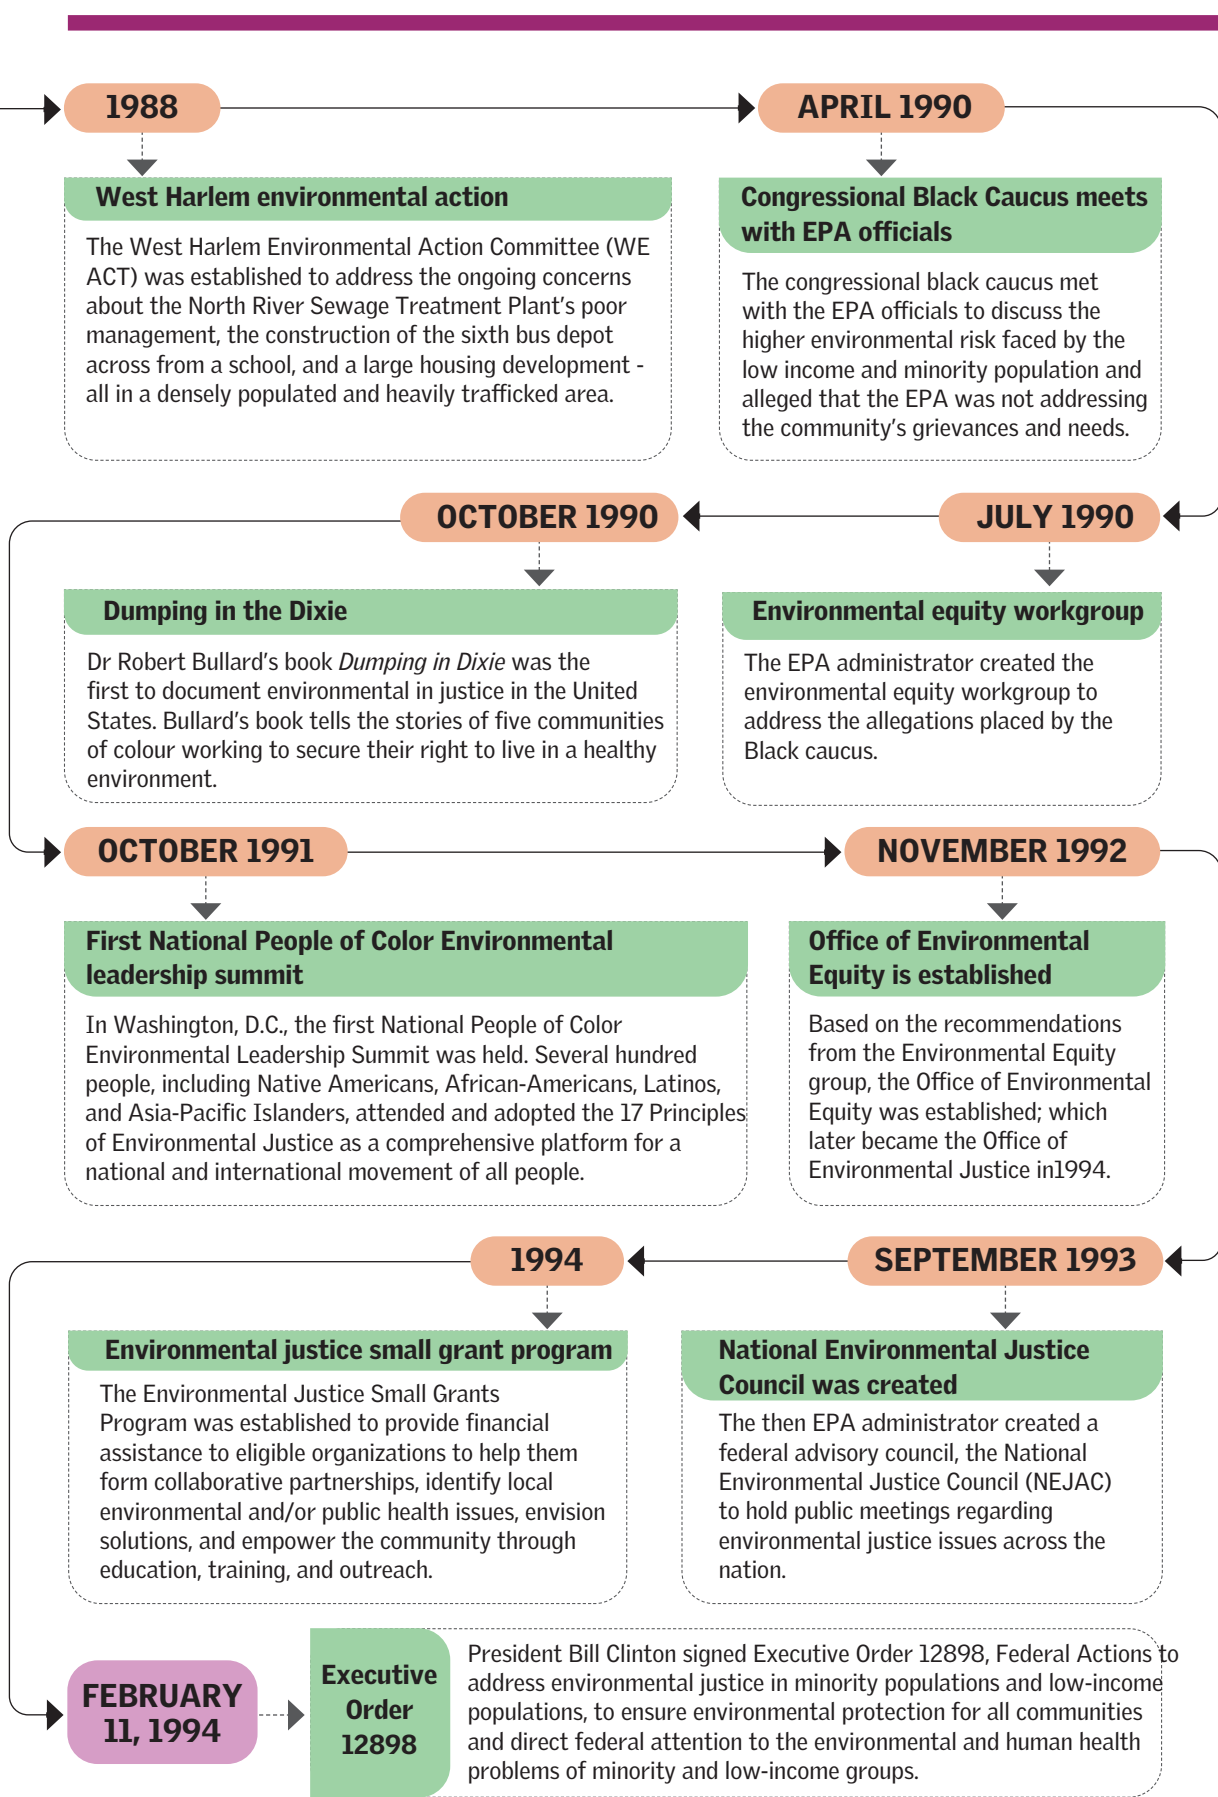 1988
West Harlem environmental action
The West Harlem Environmental Action Committee (WE
ACT) was established to address the ongoing concerns
about the North River Sewage Treatment Plant's poor
management, the construction of the sixth bus depot
across from a school, and a large housing development -
all in a densely populated and heavily trafficked area.
APRIL 1990
Congressional Black Caucus meets
with EPA officials
The congressional black caucus met
with the EPA officials to discuss the
higher environmental risk faced by the
low income and minority population and
alleged that the EPA was not addressing
the community's grievances and needs.
JULY 1990
Environmental equity workgroup
The EPA administrator created the
environmental equity workgroup to
address the allegations placed by the
Black caucus.
OCTOBER 1990
Dumping in the Dixie
Dr Robert Bullard's book Dumping in Dixie was the
first to document environmental in justice in the United
States. Bullard's book tells the stories of five communities
of colour working to secure their right to live in a healthy
environment.
OCTOBER 1991
First National People of Color Environmental
leadership summit
In Washington, D.C., the first National People of Color
Environmental Leadership Summit was held. Several hundred
people, including Native Americans, African-Americans, Latinos,
and Asia-Pacific Islanders, attended and adopted the 17 Principles
of Environmental Justice as a comprehensive platform for a
national and international movement of all people.
NOVEMBER 1992
Office of Environmental
Equity is established
Based on the recommendations
from the Environmental Equity
group, the Office of Environmental
Equity was established; which
later became the Office of
Environmental Justice in1994.
SEPTEMBER 1993
National Environmental Justice
Council was created
The then EPA administrator created a
federal advisory council, the National
Environmental Justice Council (NEJAC)
to hold public meetings regarding
environmental justice issues across the
nation.
1994
Environmental justice small grant program
The Environmental Justice Small Grants
Program was established to provide financial
assistance to eligible organizations to help them
form collaborative partnerships, identify local
environmental and/or public health issues, envision
solutions, and empower the community through
education, training, and outreach.
FEBRUARY
11, 1994
Executive
Order
12898
President Bill Clinton signed Executive Order 12898, Federal Actions to
address environmental justice in minority populations and low-income
populations, to ensure environmental protection for all communities
and direct federal attention to the environmental and human health
problems of minority and low-income groups.